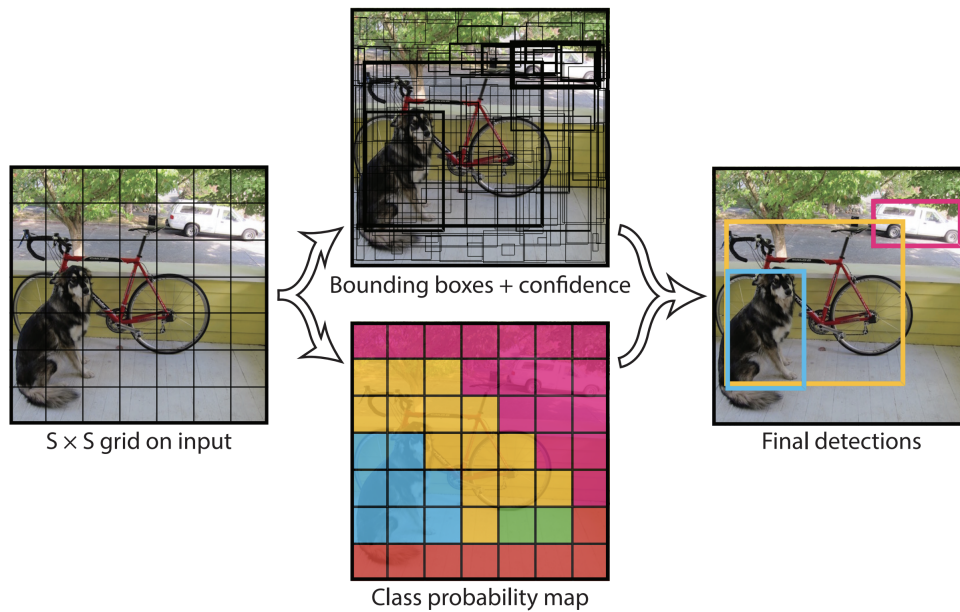 Bounding boxes + confidence
S × S grid on input
Final detections
Class probability map